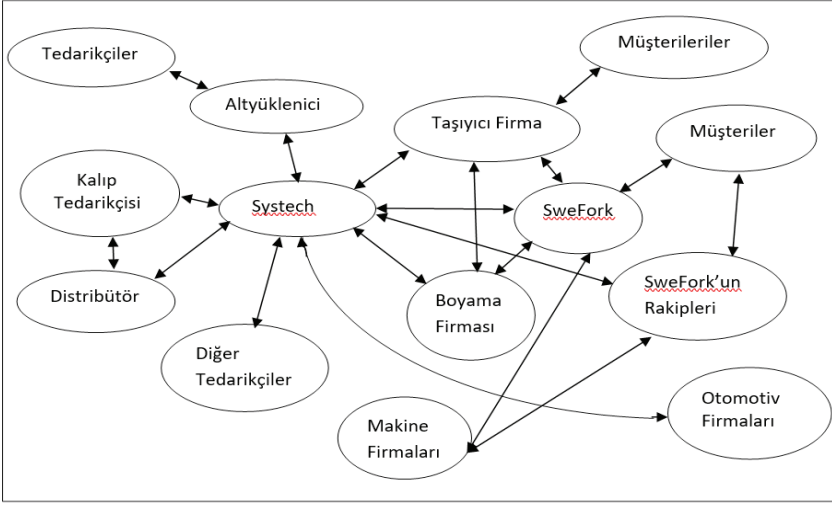 Müşterileriler
Tedarikçiler
Altyüklenici
Taşıyıcı Firma
Müşteriler
Kalıp
Tedarikçisi
Systech
SweFork
Distribütör
SweFork'un
Rakipleri
Boyama
Firması
Diğer
Tedarikçiler
Otomotiv
Firmaları
Makine
Firmaları